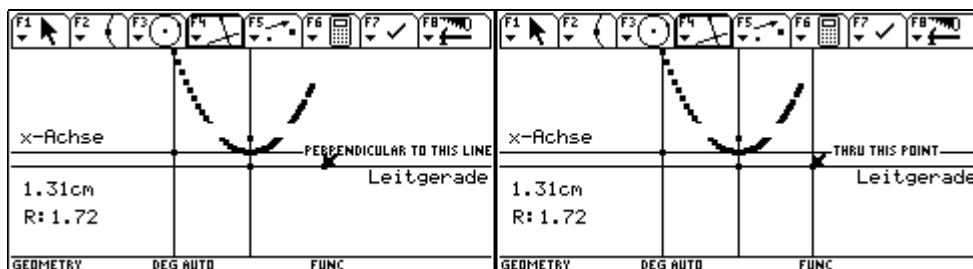 F1 F2 F3 F4 F5 F6 F7 F8
x-Achse
PERPENDICULAR TO THIS LINE
Leitgerade
1.31cm
R: 1.72
GEOMETRY DEG AUTO FUNC
F1 F2 F3 F4 F5 F6 F7 F8
x-Achse
THRU THIS POINT
Leitgerade
1.31cm
R: 1.72
GEOMETRY DEG AUTO FUNC